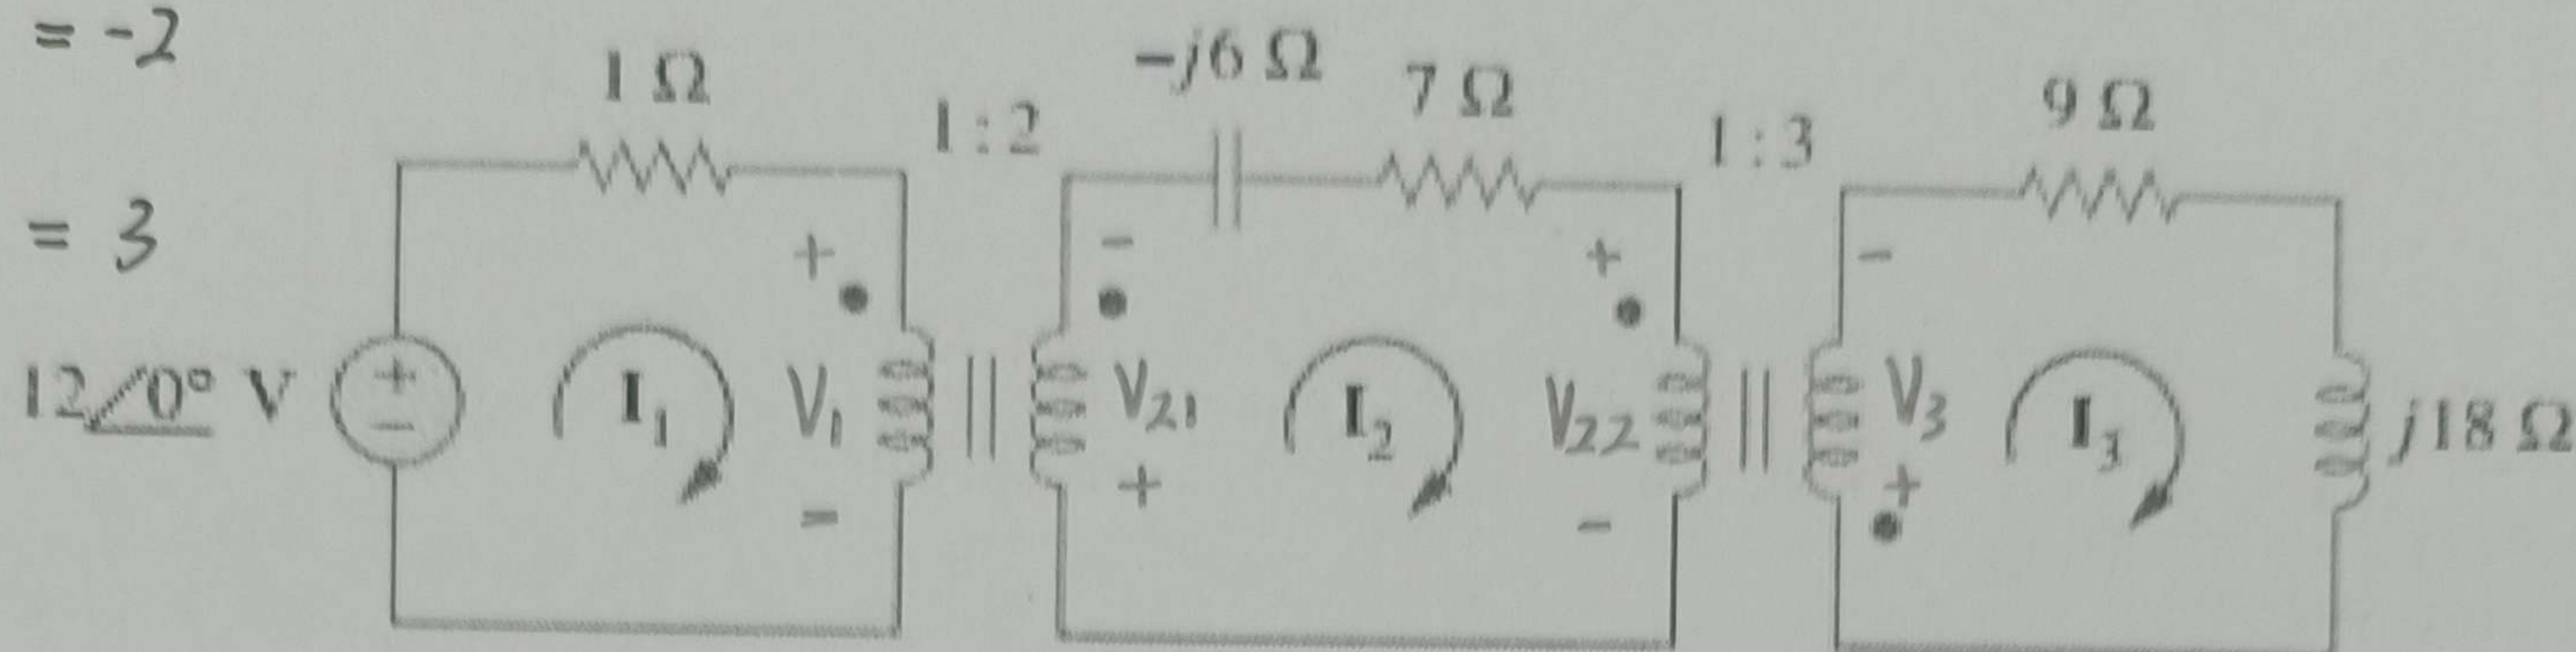 = -2
= 3
1 Ω
1 : 2
-j6 Ω
7 Ω
1 : 3
9 Ω
+
-
+
-
12/0° V
+
-
I₁
V₁
V₂₁
I₂
V₂₂
V₃
I₃
j18 Ω
-
+
-
+